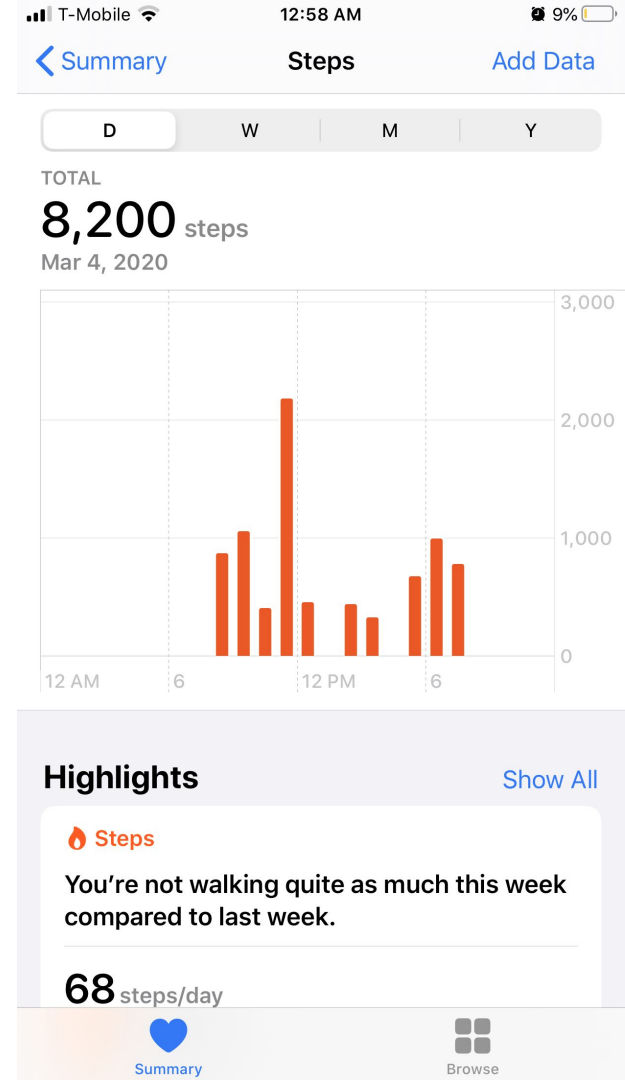 T-Mobile 12:58 AM 9%
Summary Steps Add Data
D W M Y
TOTAL
8,200 steps
Mar 4, 2020
3,000
2,000
1,000
0
12 AM 6 12 PM 6
Highlights Show All
Steps
You’re not walking quite as much this week
compared to last week.
68 steps/day
Summary Browse